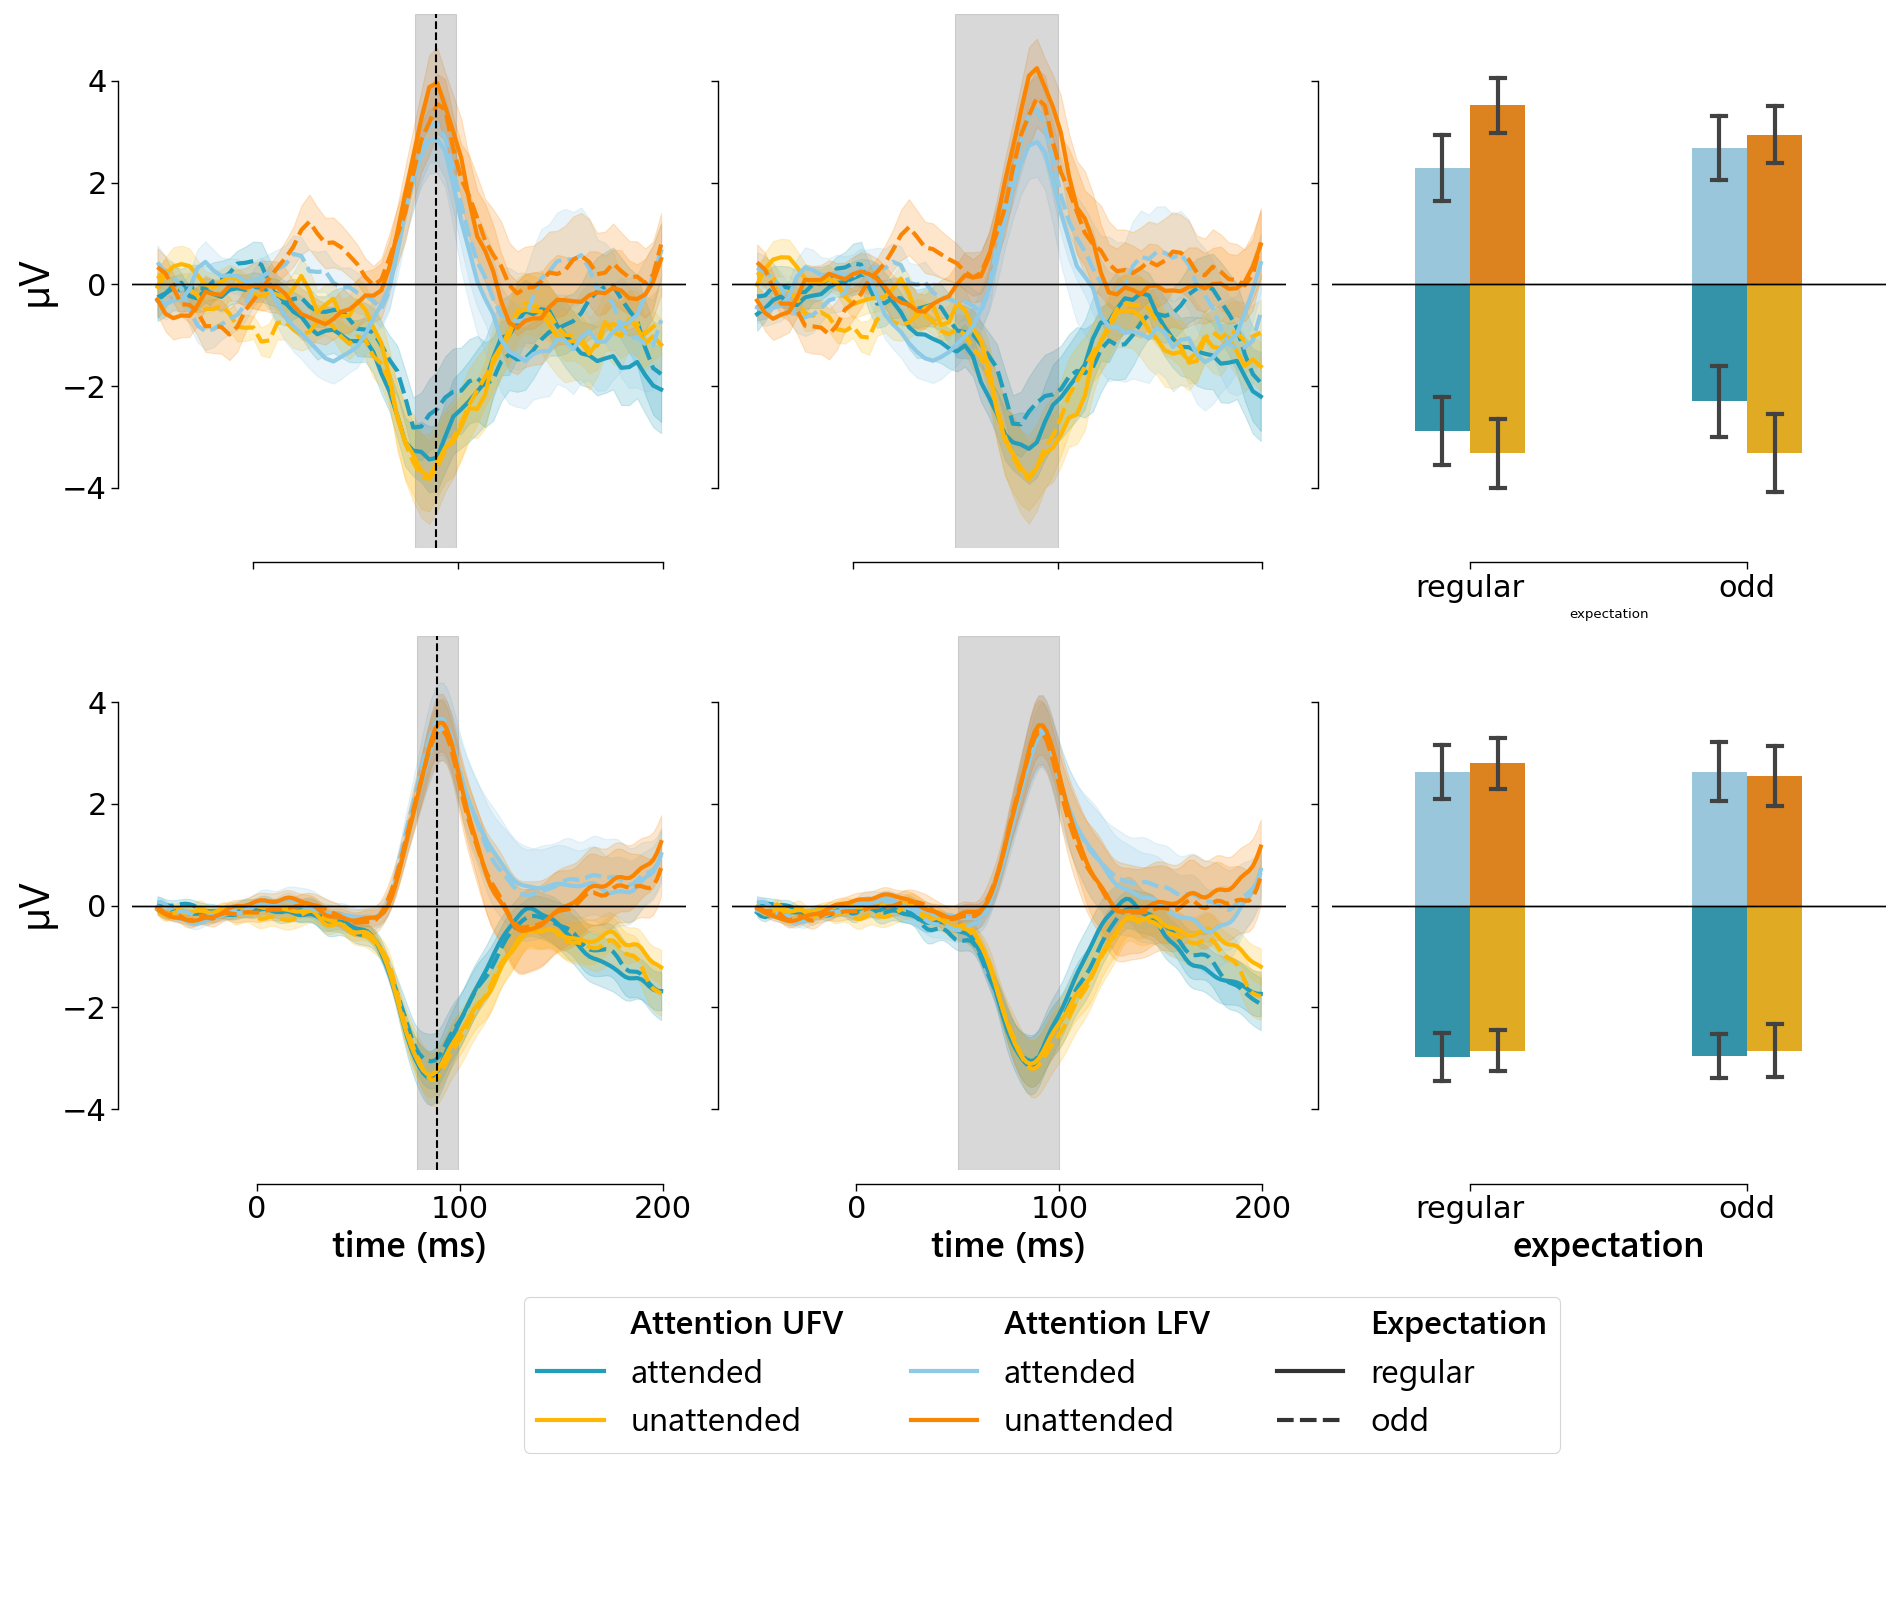 4
2
0
−2
−4
µV
regular odd
expectation
4
2
0
−2
−4
µV
0 100 200
time (ms)
0 100 200
time (ms)
regular odd
expectation
Attention UFV Attention LFV Expectation
attended attended regular
unattended unattended odd